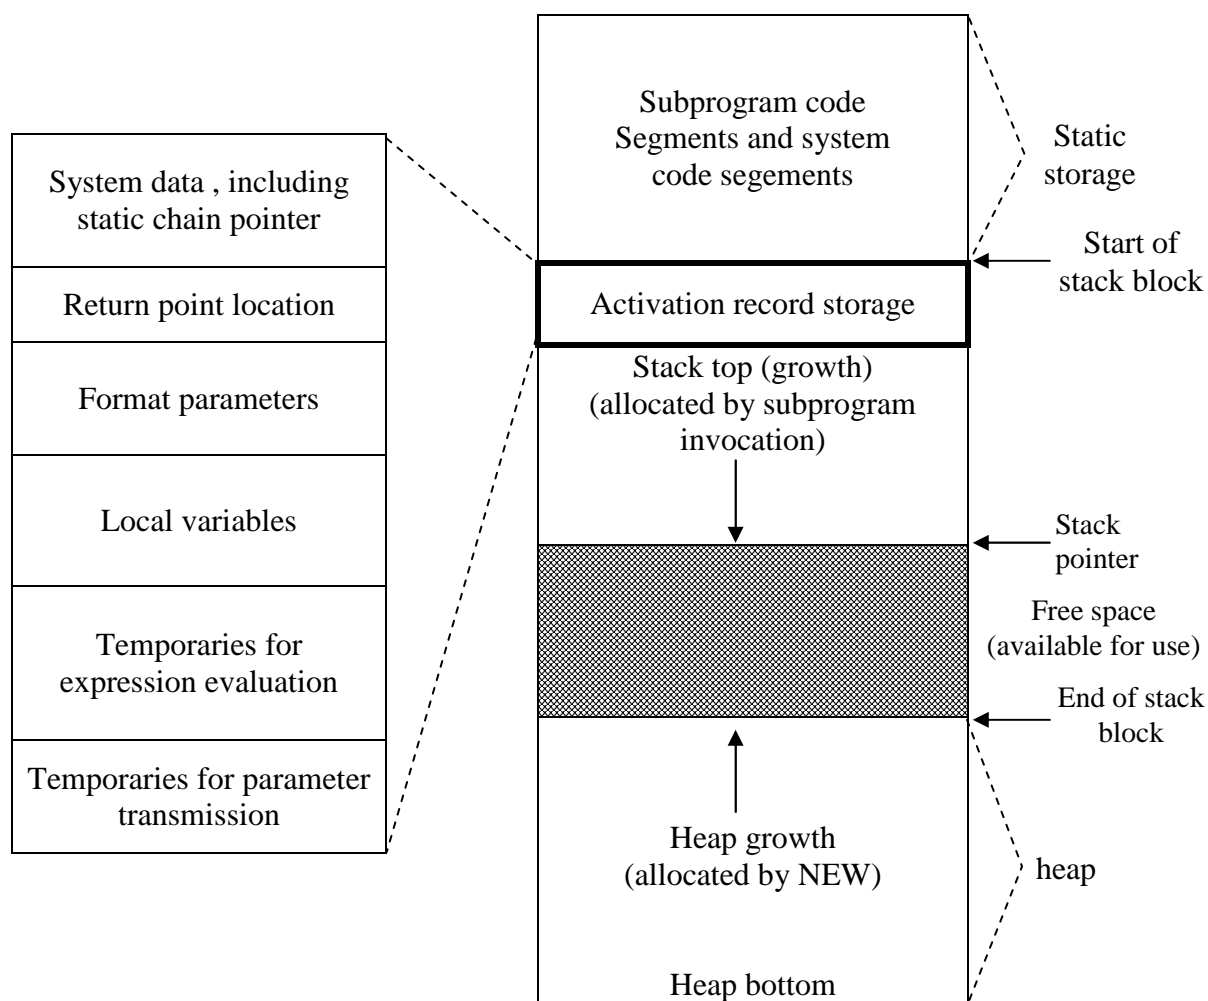 System data , including
static chain pointer
Return point location
Format parameters
Local variables
Temporaries for
expression evaluation
Temporaries for parameter
transmission
Subprogram code
Segments and system
code segements
Activation record storage
Stack top (growth)
(allocated by subprogram
invocation)
Heap growth
(allocated by NEW)
Heap bottom
Static
storage
Start of
stack block
Stack
pointer
Free space
(available for use)
End of stack
block
heap